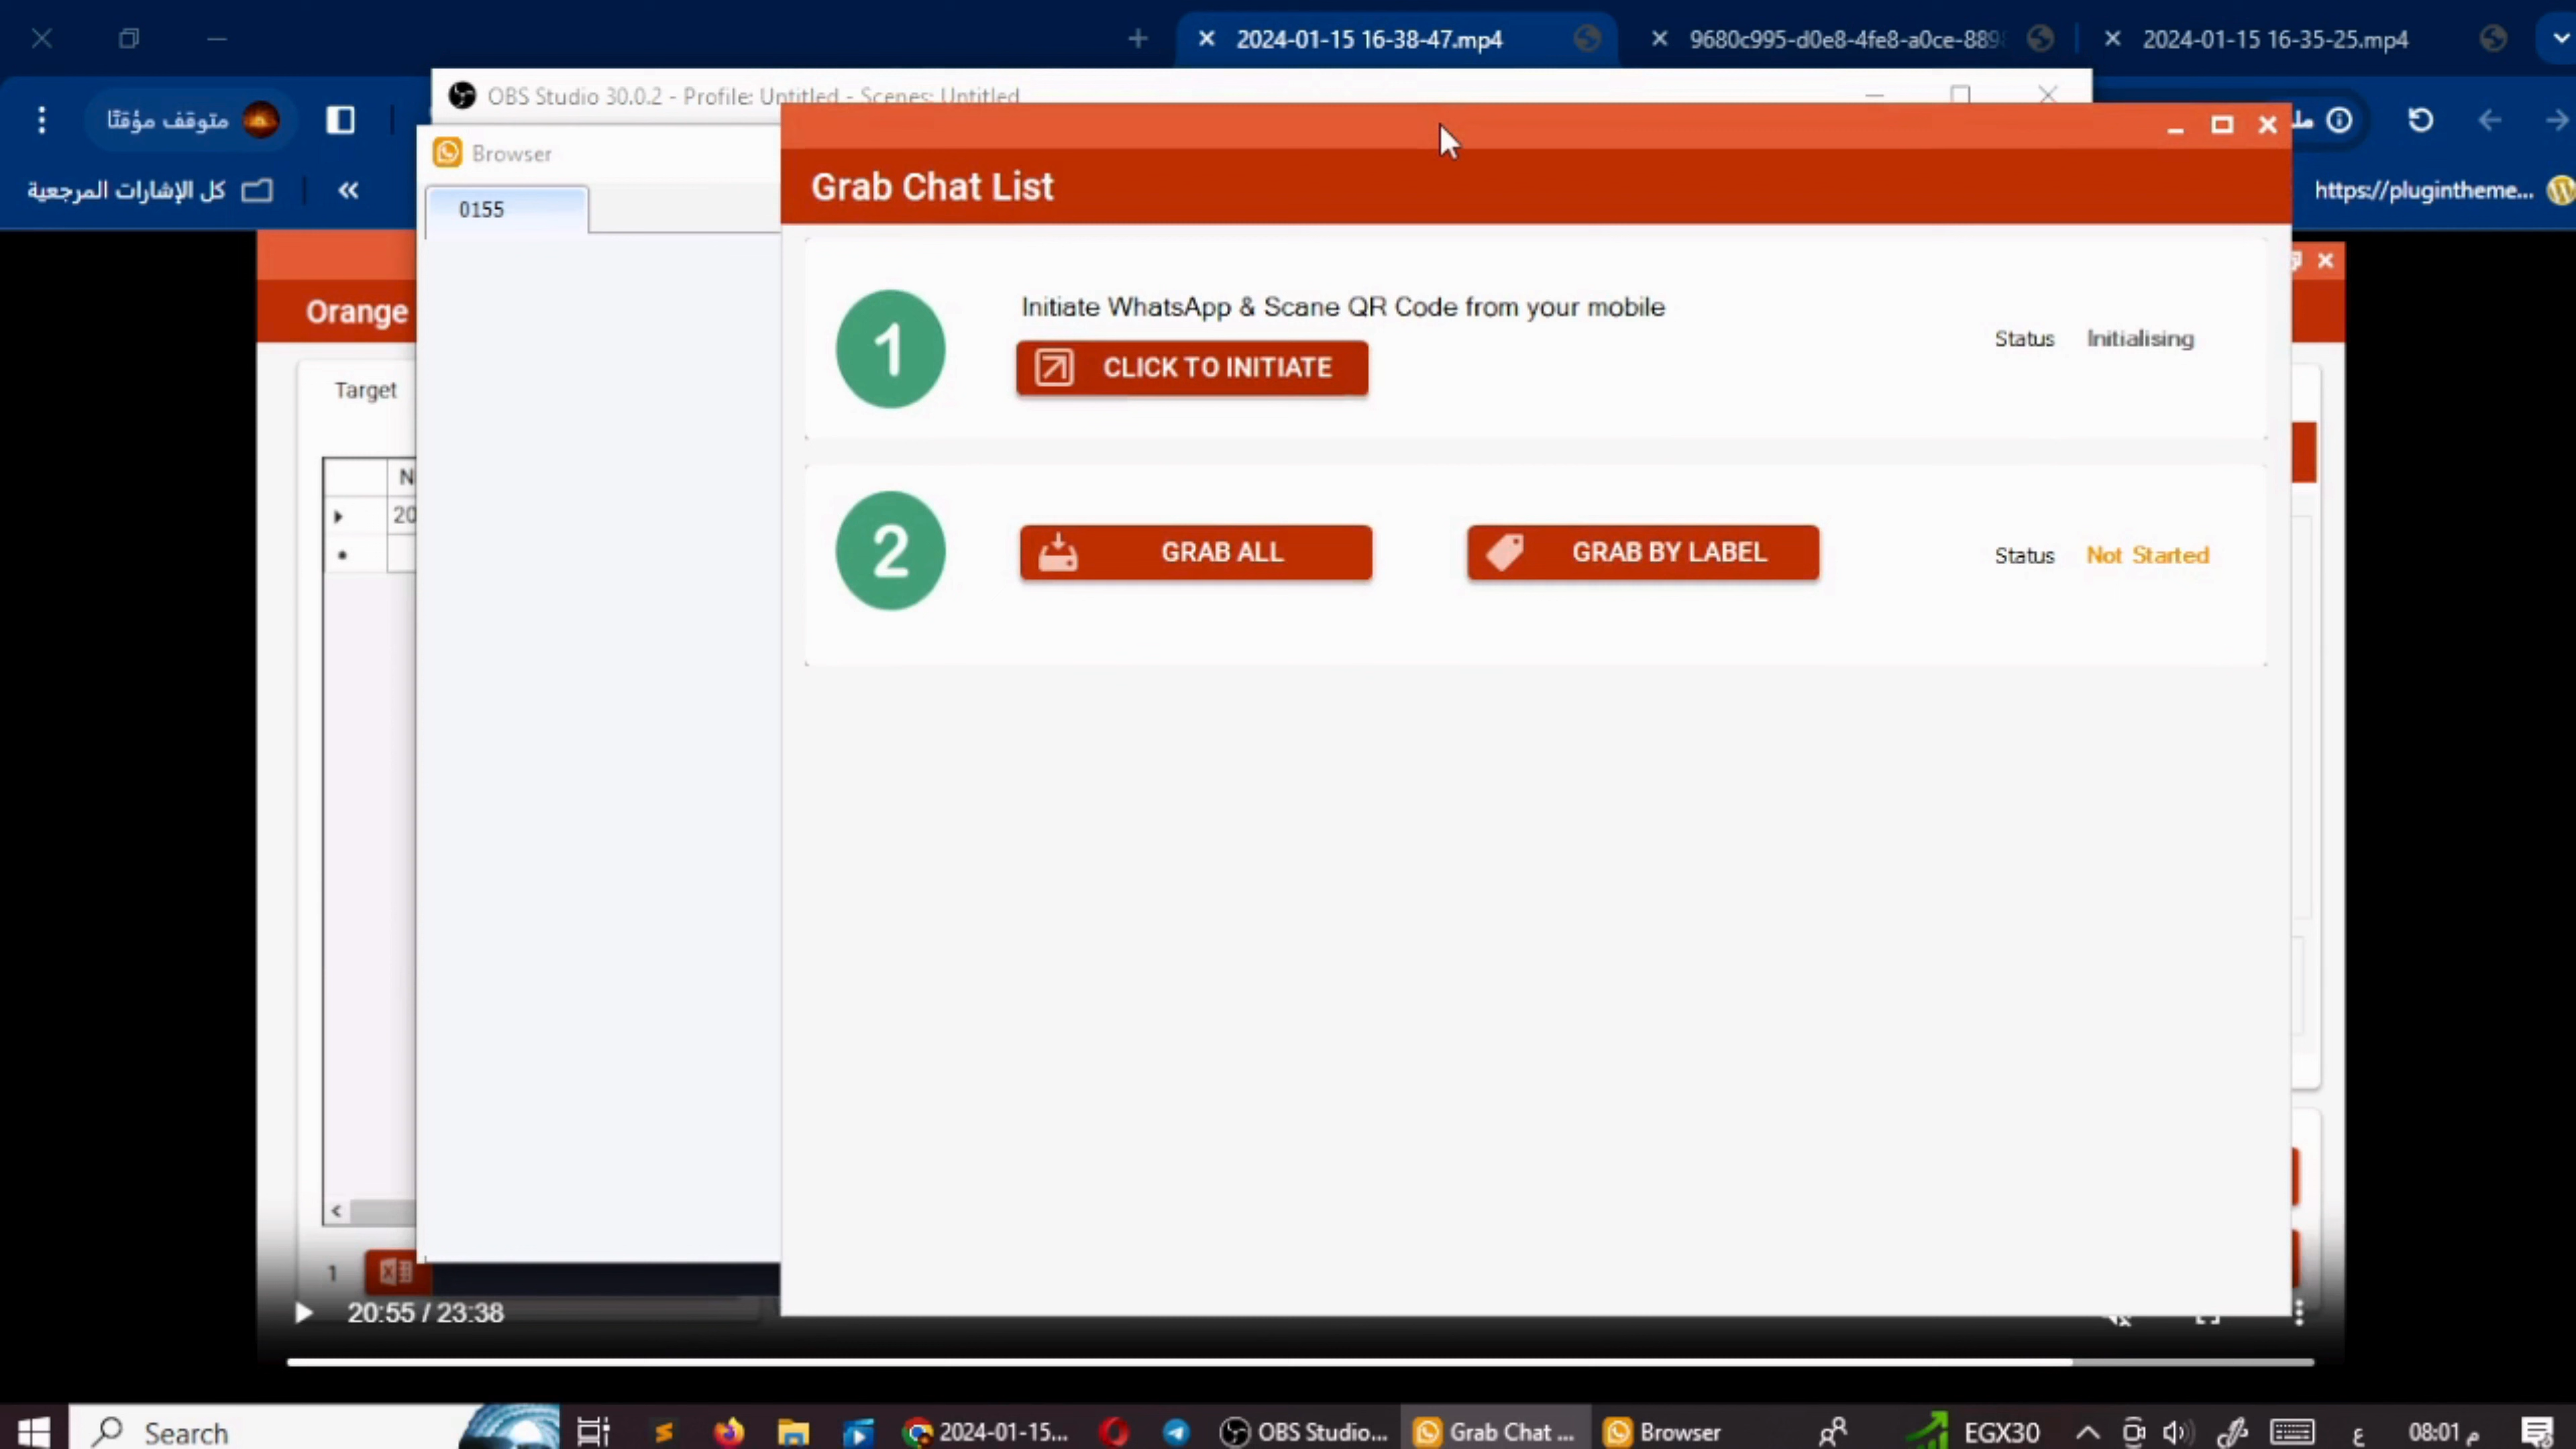 2024-01-15 16-38-47.mp4
9680c995-d0e8-4fe8-a0ce-889
2024-01-15 16-35-25.mp4
OBS Studio 30.0.2 - Profile: Untitled - Scenes: Untitled
متوقف مؤقتًا
كل الإشارات المرجعية
https://plugintheme...
Browser
0155
Grab Chat List
Orange
Target
N
20
1
Initiate WhatsApp & Scane QR Code from your mobile
CLICK TO INITIATE
Status Initialising
2
GRAB ALL
GRAB BY LABEL
Status Not Started
1
20:55 / 23:38
Search
2024-01-15...
OBS Studio...
Grab Chat ...
Browser
EGX30
ع
08:01 م